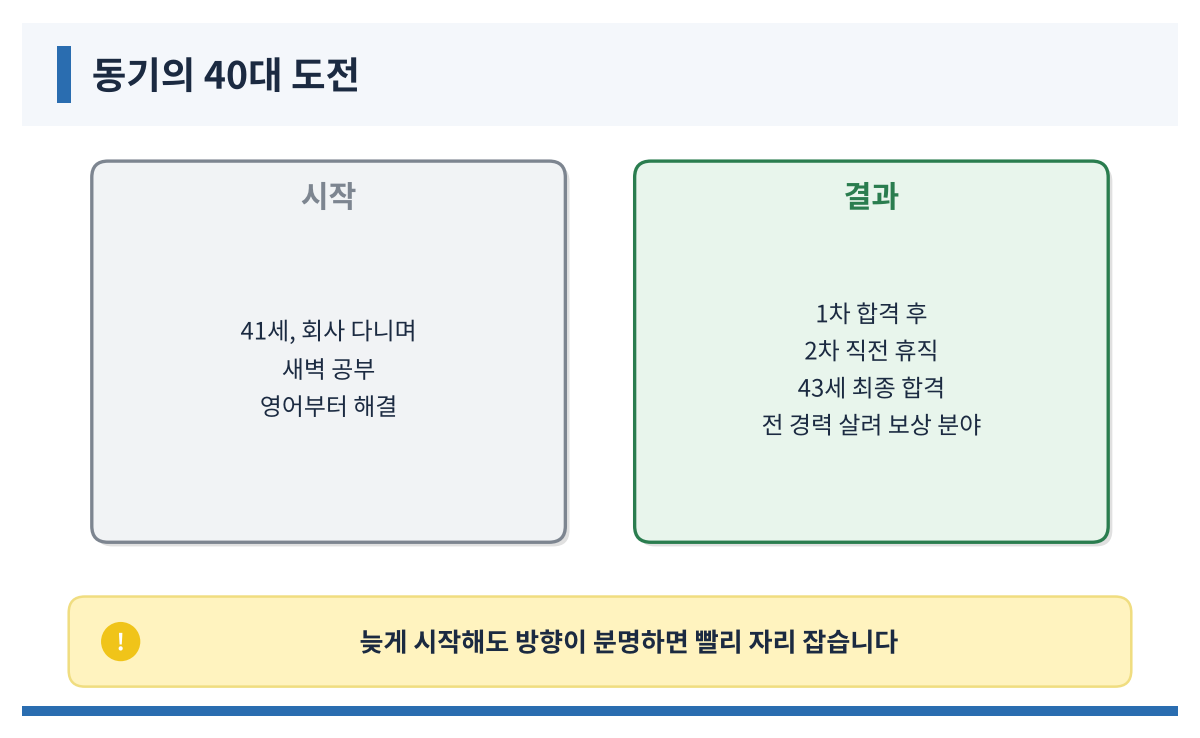 동기의 40대 도전
시작
41세, 회사 다니며
새벽 공부
영어부터 해결
결과
1차 합격 후
2차 직전 휴직
43세 최종 합격
전 경력 살려 보상 분야
!
늦게 시작해도 방향이 분명하면 빨리 자리 잡습니다